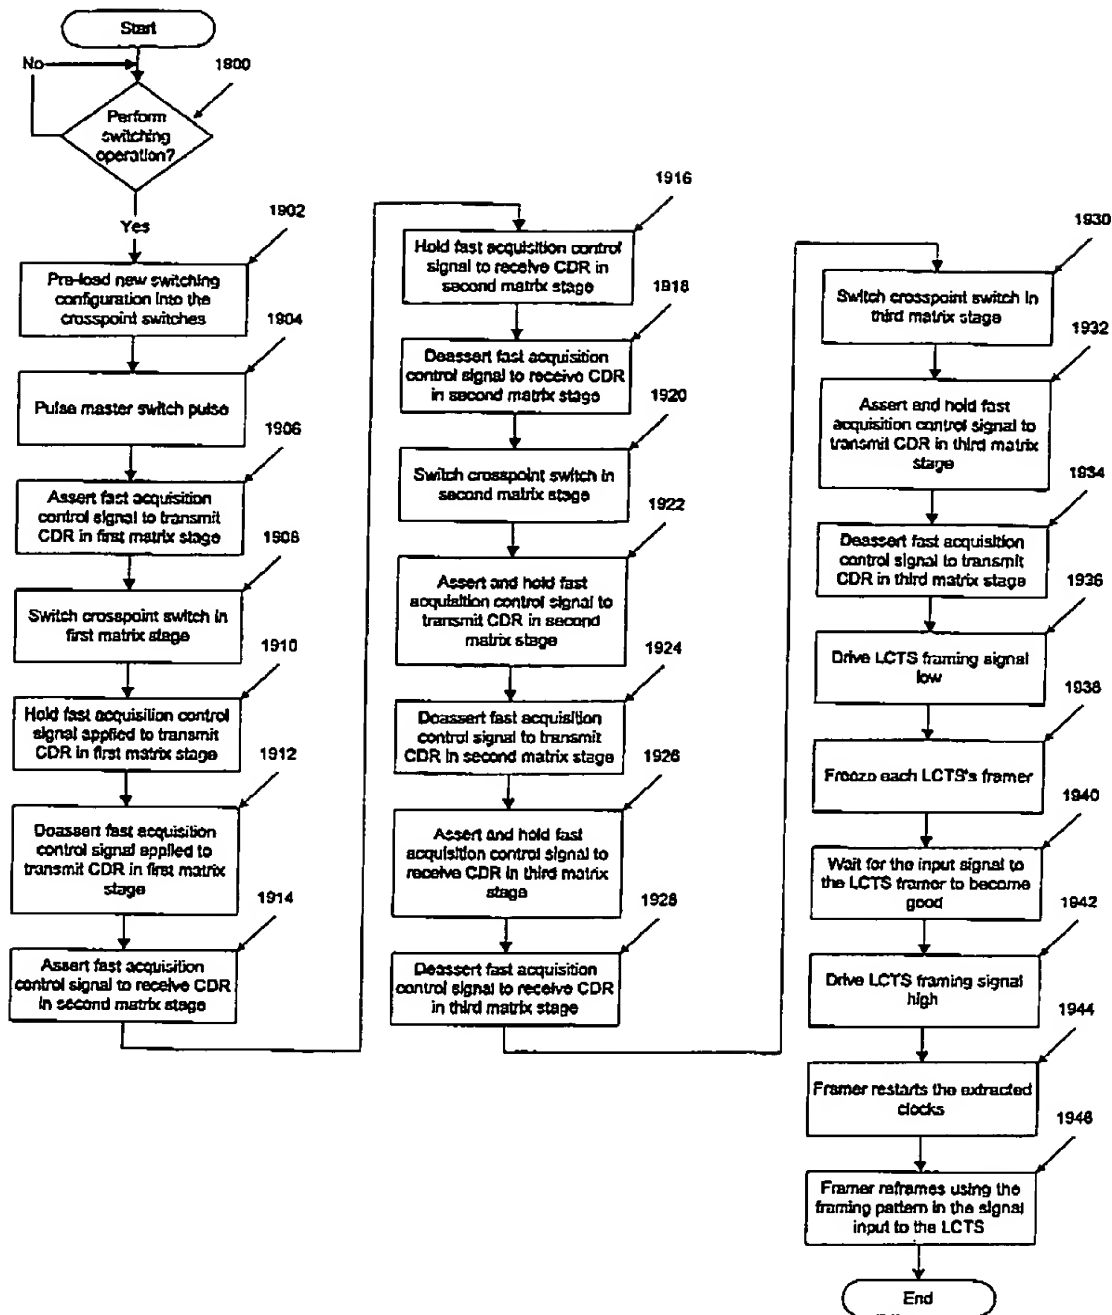 Start
No
1800
Perform
switching
operation?
Yes
1902
Pre-load new switching
configuration into the
crosspoint switches
1904
Pulse master switch pulse
1906
Assert fast acquisition
control signal to transmit
CDR in first matrix stage
1908
Switch crosspoint switch in
first matrix stage
1910
Hold fast acquisition control
signal applied to transmit
CDR in first matrix stage
1912
Deassert fast acquisition
control signal applied to
transmit CDR in first matrix
stage
1914
Assert fast acquisition
control signal to receive CDR
in second matrix stage
1916
Hold fast acquisition control
signal to receive CDR in
second matrix stage
1918
Deassert fast acquisition
control signal to receive CDR
in second matrix stage
1920
Switch crosspoint switch in
second matrix stage
1922
Assert and hold fast
acquisition control signal to
transmit CDR in second matrix
stage
1924
Deassert fast acquisition
control signal to transmit
CDR in second matrix stage
1926
Assert and hold fast
acquisition control signal to
receive CDR in third matrix
stage
1928
Deassert fast acquisition
control signal to receive CDR
in third matrix stage
1930
Switch crosspoint switch in
third matrix stage
1932
Assert and hold fast
acquisition control signal to
transmit CDR in third matrix
stage
1934
Deassert fast acquisition
control signal to transmit
CDR in third matrix stage
1936
Drive LCTS framing signal
low
1938
Freeze each LCTS's framer
1940
Wait for the input signal to
the LCTS framer to become
good
1942
Drive LCTS framing signal
high
1944
Framer restarts the extracted
clocks
1946
Framer reframes using the
framing pattern in the signal
input to the LCTS
End